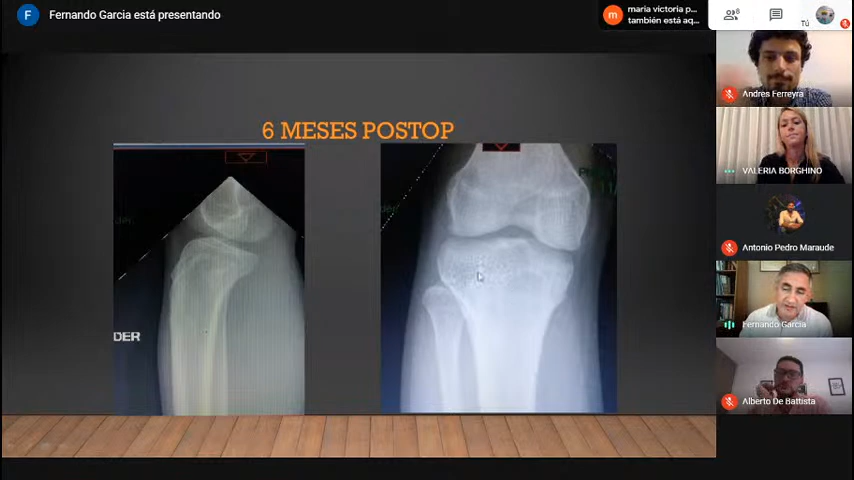 F
Fernando Garcia está presentando
m
maria victoria p...
también está aq...
8
Tú
6 MESES POSTOP
DER
Andres Ferreyra
VALERIA BORGHINO
Antonio Pedro Maraude
Fernando Garcia
Alberto De Battista